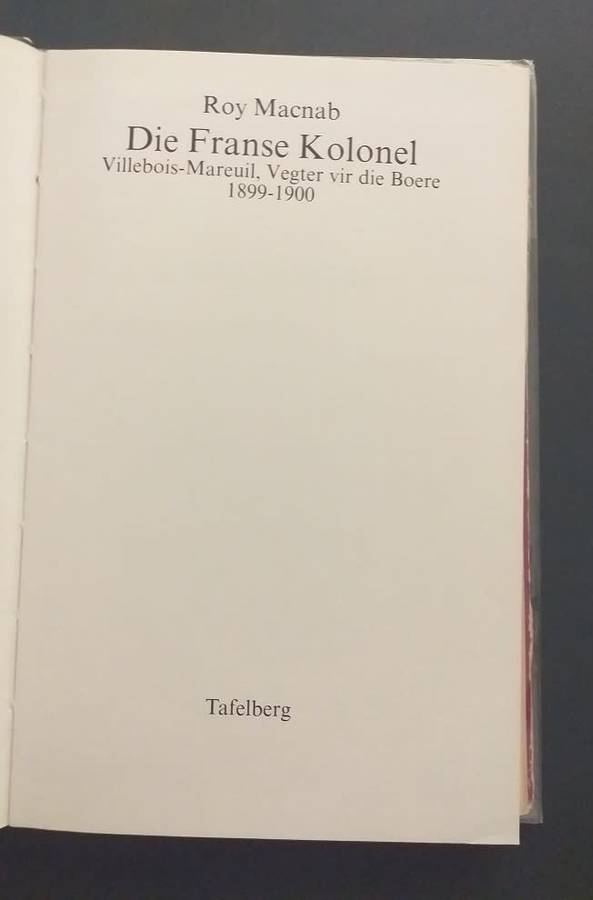 Roy Macnab
Die Franse Kolonel
Villebois-Mareuil, Vegter vir die Boere
1899-1900
Tafelberg